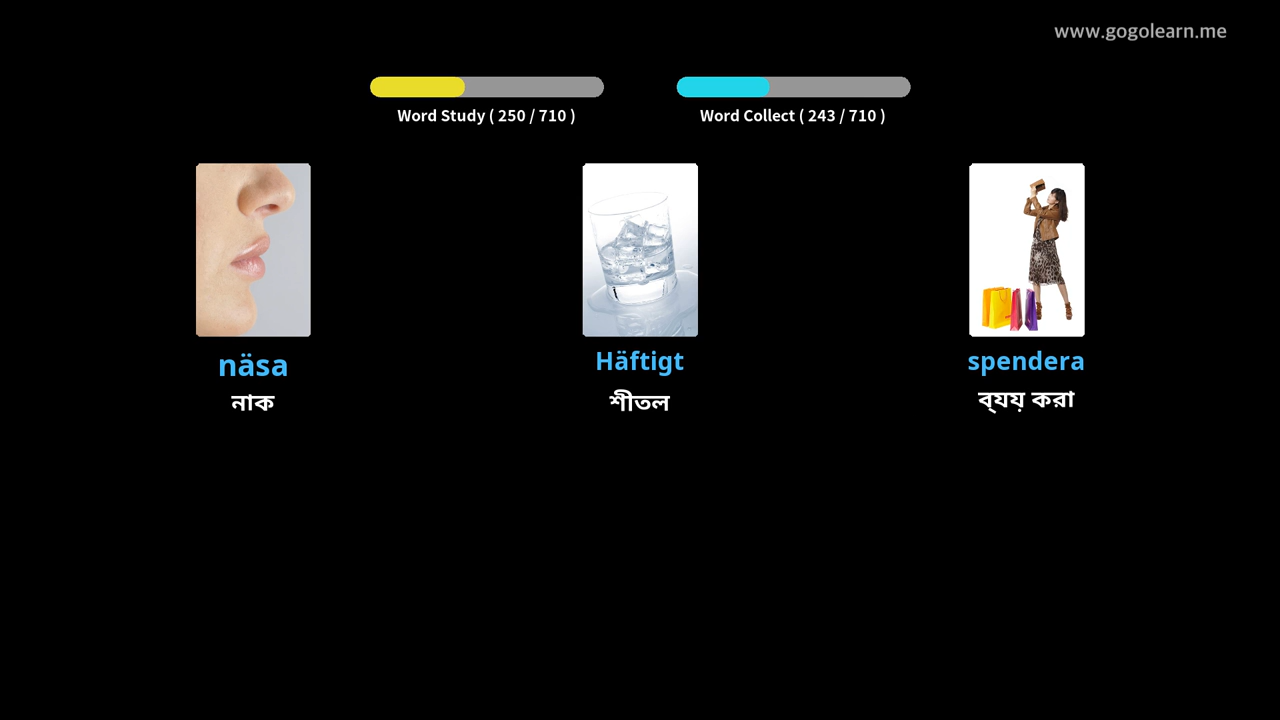 www.gogolearn.me
Word Study ( 250 / 710 )
Word Collect ( 243 / 710 )
näsa
নাক
Häftigt
শীতল
spendera
ব্যয় করা